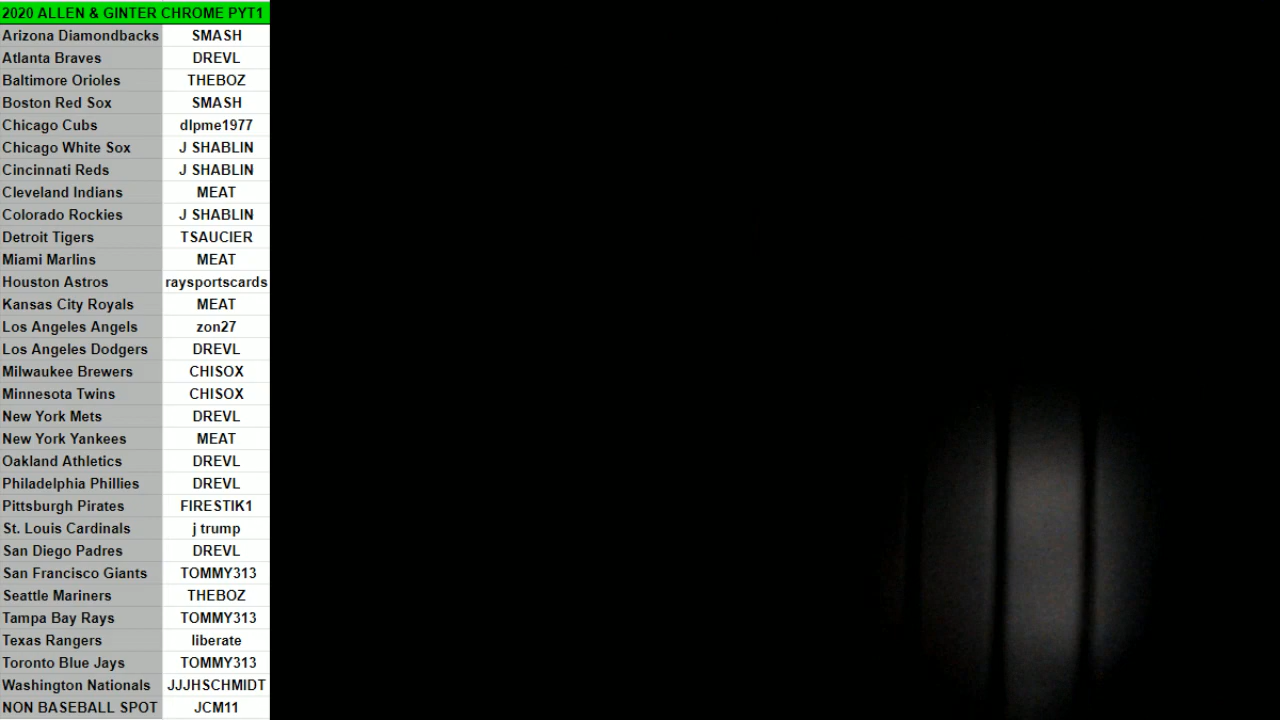 2020 ALLEN & GINTER CHROME PYT1
Arizona Diamondbacks SMASH
Atlanta Braves DREVL
Baltimore Orioles THEBOZ
Boston Red Sox SMASH
Chicago Cubs dlpme1977
Chicago White Sox J SHABLIN
Cincinnati Reds J SHABLIN
Cleveland Indians MEAT
Colorado Rockies J SHABLIN
Detroit Tigers TSAUCIER
Miami Marlins MEAT
Houston Astros raysportscards
Kansas City Royals MEAT
Los Angeles Angels zon27
Los Angeles Dodgers DREVL
Milwaukee Brewers CHISOX
Minnesota Twins CHISOX
New York Mets DREVL
New York Yankees MEAT
Oakland Athletics DREVL
Philadelphia Phillies DREVL
Pittsburgh Pirates FIRESTIK1
St. Louis Cardinals j trump
San Diego Padres DREVL
San Francisco Giants TOMMY313
Seattle Mariners THEBOZ
Tampa Bay Rays TOMMY313
Texas Rangers liberate
Toronto Blue Jays TOMMY313
Washington Nationals JJJHSCHMIDT
NON BASEBALL SPOT JCM11